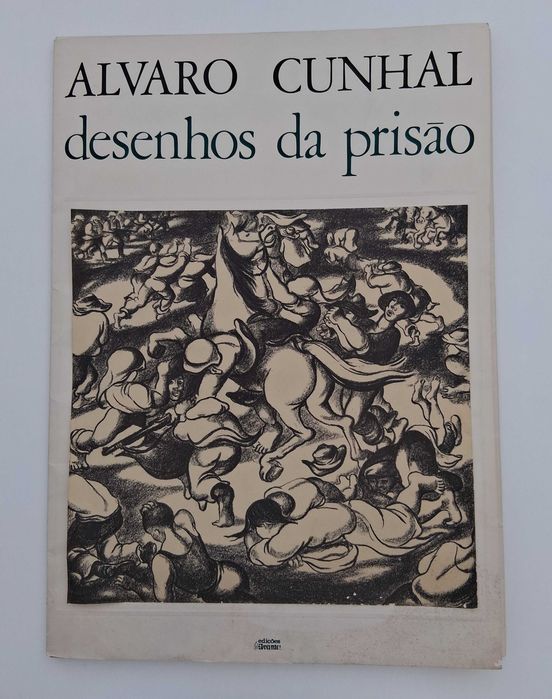 ALVARO CUNHAL
desenhos da prisão
edições
Avante!